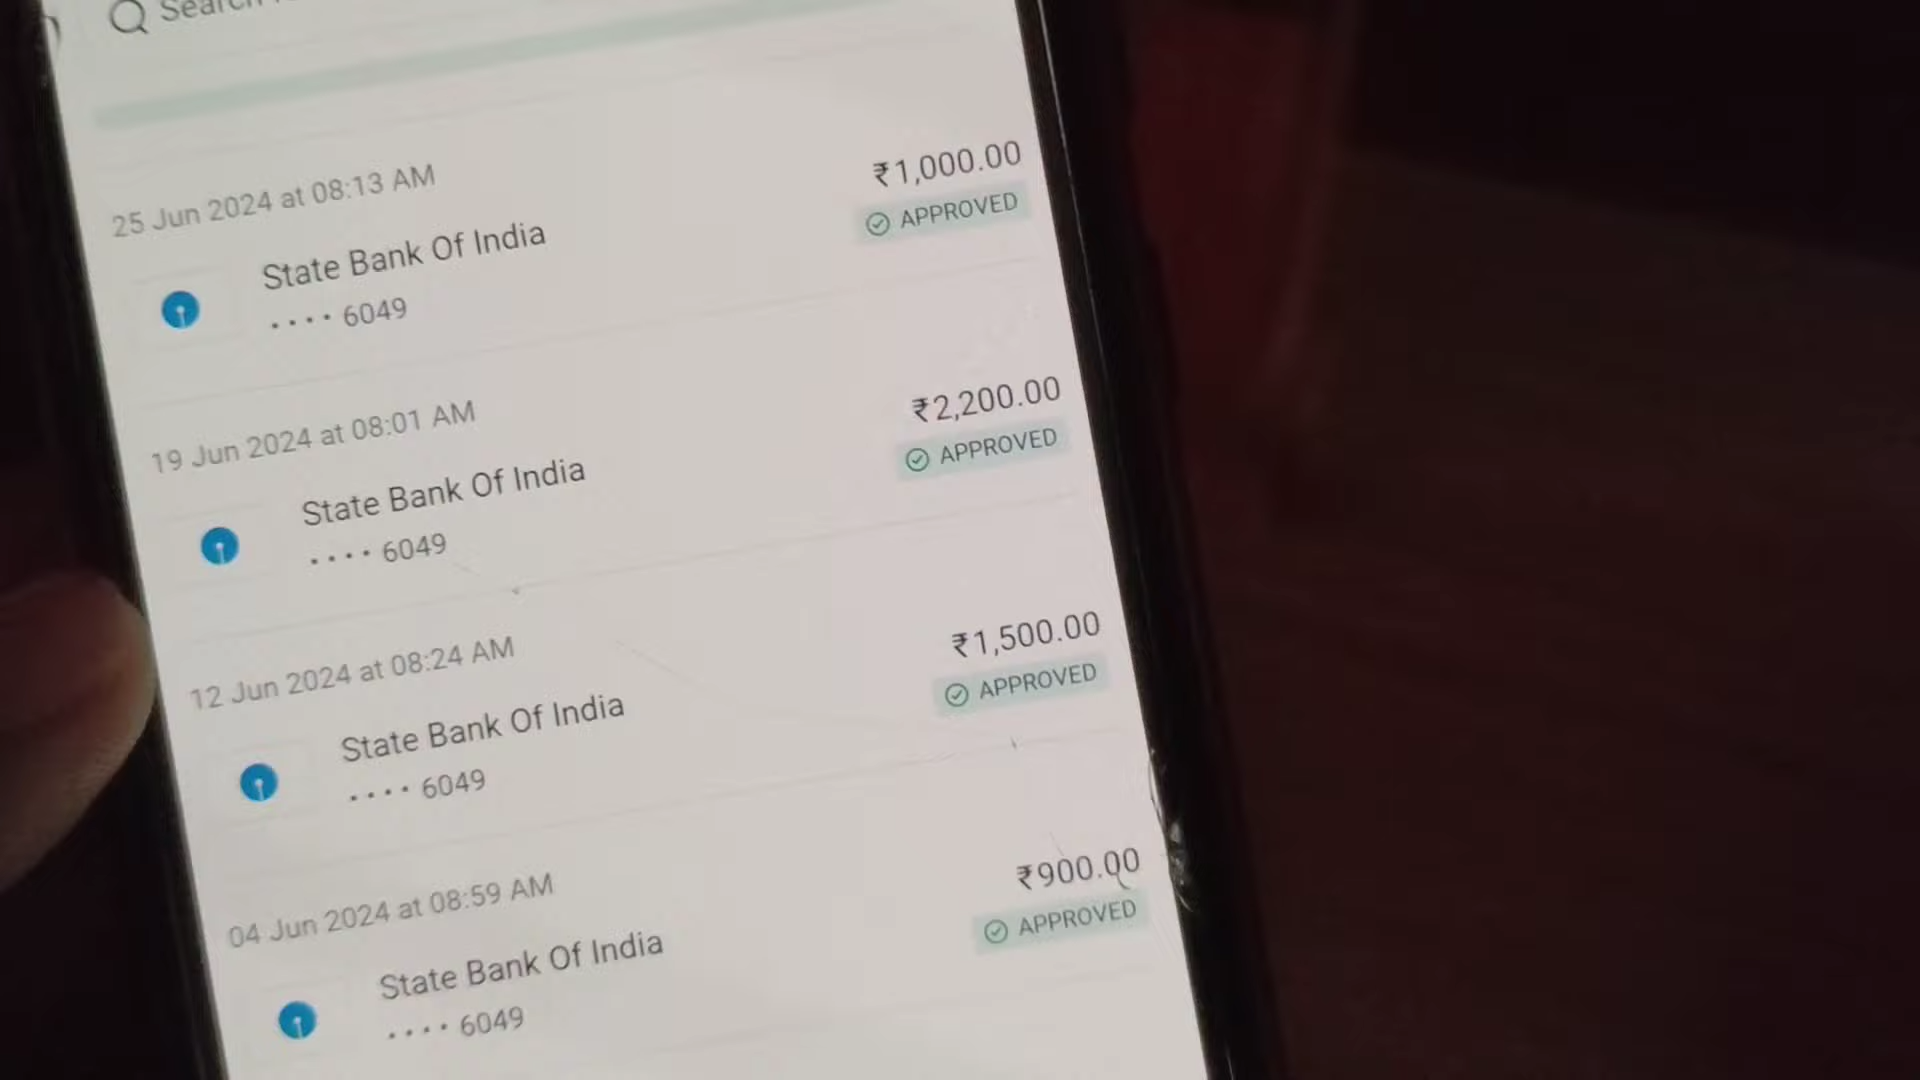 25 Jun 2024 at 08:13 AM
₹1,000.00
State Bank Of India
APPROVED
•••• 6049
19 Jun 2024 at 08:01 AM
₹2,200.00
State Bank Of India
APPROVED
•••• 6049
12 Jun 2024 at 08:24 AM
₹1,500.00
State Bank Of India
APPROVED
•••• 6049
04 Jun 2024 at 08:59 AM
₹900.00
State Bank Of India
APPROVED
•••• 6049